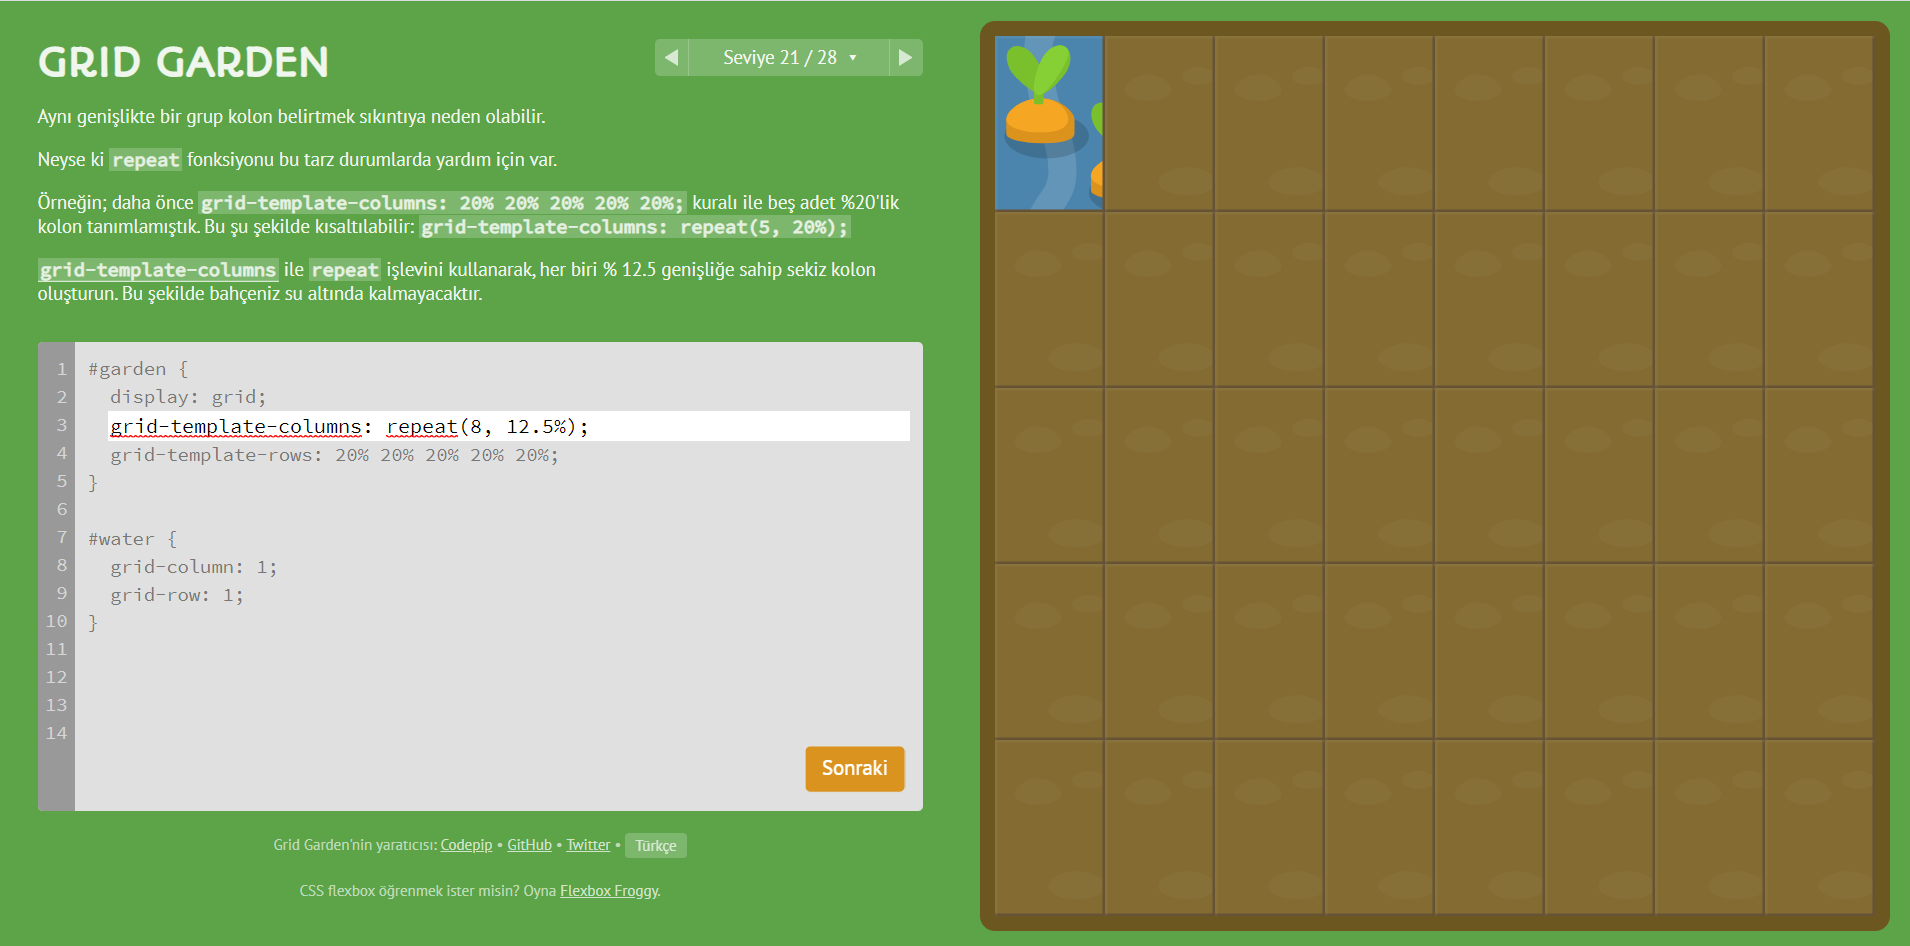 GRID GARDEN
◀ Seviye 21 / 28 ▾ ▶
Aynı genişlikte bir grup kolon belirtmek sıkıntıya neden olabilir.
Neyse ki repeat fonksiyonu bu tarz durumlarda yardım için var.
Örneğin; daha önce grid-template-columns: 20% 20% 20% 20% 20%; kuralı ile beş adet %20'lik
kolon tanımlamıştık. Bu şu şekilde kısaltılabilir: grid-template-columns: repeat(5, 20%);
grid-template-columns ile repeat işlevini kullanarak, her biri % 12.5 genişliğe sahip sekiz kolon
oluşturun. Bu şekilde bahçeniz su altında kalmayacaktır.
1 #garden {
2 display: grid;
3 grid-template-columns: repeat(8, 12.5%);
4 grid-template-rows: 20% 20% 20% 20% 20%;
5 }
6
7 #water {
8 grid-column: 1;
9 grid-row: 1;
10 }
11
12
13
14
Sonraki
Grid Garden'nin yaratıcısı: Codepip • GitHub • Twitter • Türkçe
CSS flexbox öğrenmek ister misin? Oyna Flexbox Froggy.